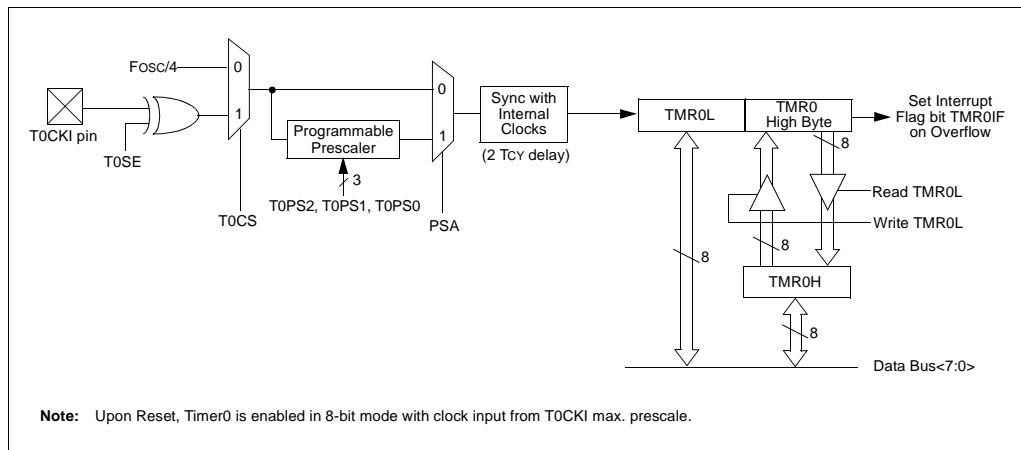 FOSC/4
0
1
T0CKI pin
T0SE
T0CS
Programmable
Prescaler
3
T0PS2, T0PS1, T0PS0
0
1
PSA
Sync with
Internal
Clocks
(2 TCY delay)
TMR0L
TMR0
High Byte
Set Interrupt
Flag bit TMR0IF
on Overflow
8
Read TMR0L
Write TMR0L
8
8
TMR0H
8
Data Bus<7:0>
Note: Upon Reset, Timer0 is enabled in 8-bit mode with clock input from T0CKI max. prescale.